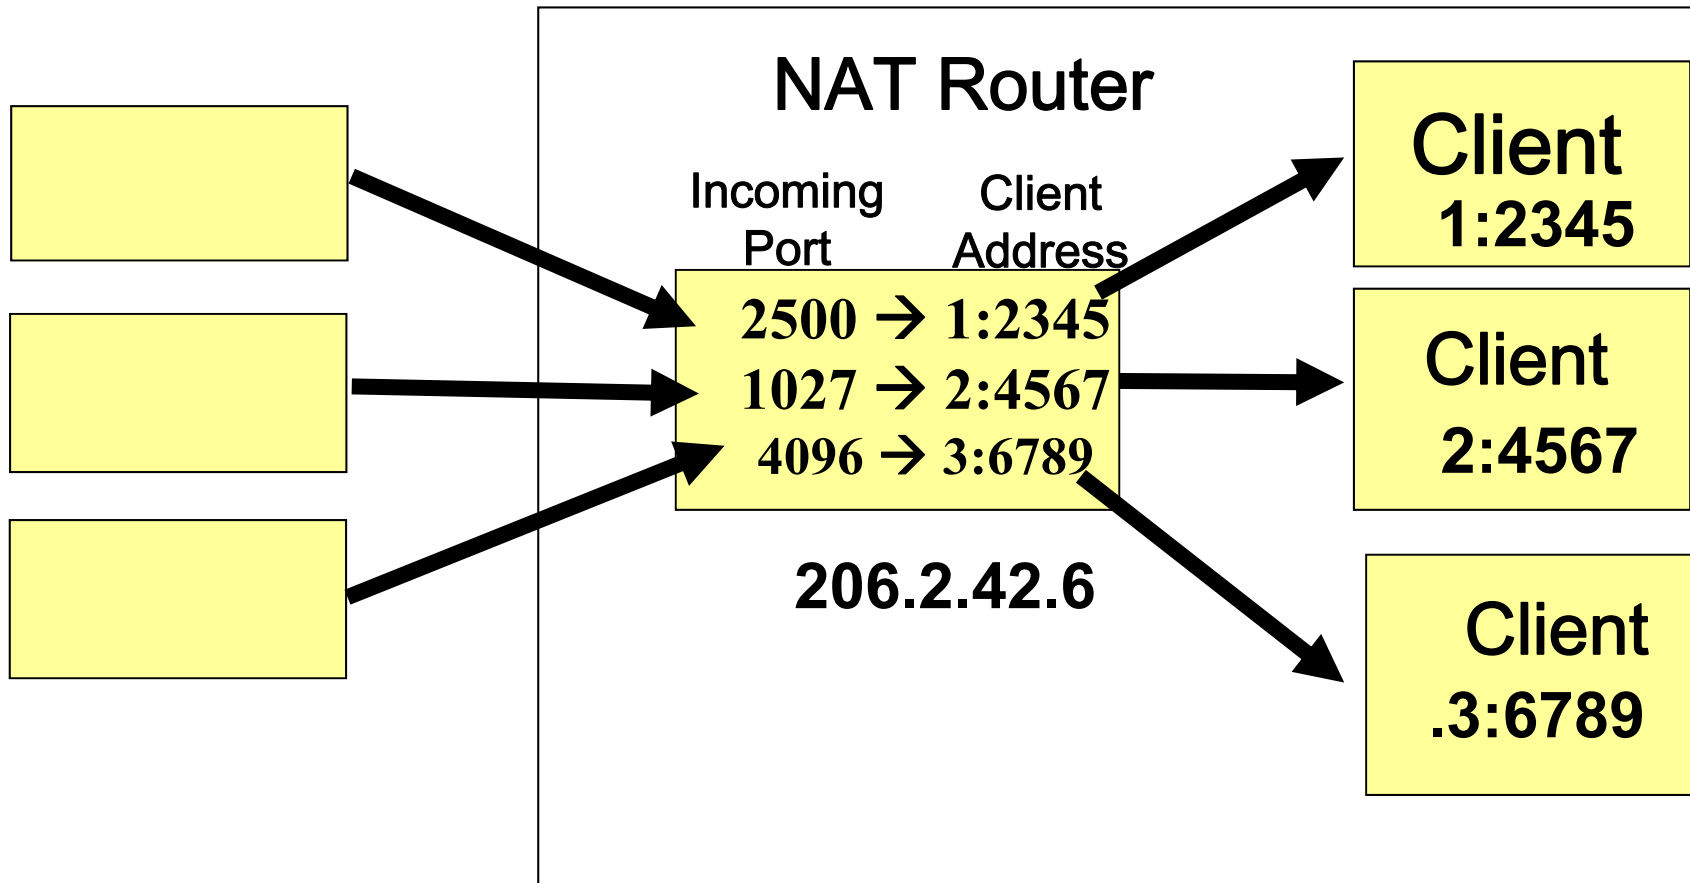 NAT Router
Incoming Port
Client Address
2500 → 1:2345
1027 → 2:4567
4096 → 3:6789
206.2.42.6
Client
1:2345
Client
2:4567
Client
.3:6789